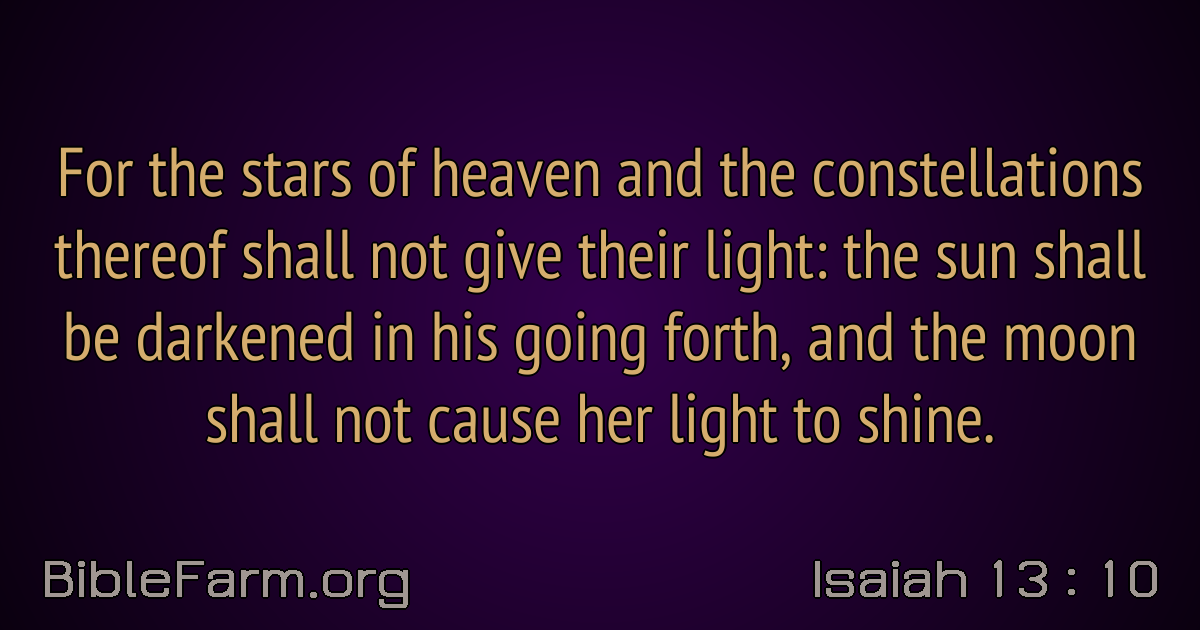 For the stars of heaven and the constellations
thereof shall not give their light: the sun shall
be darkened in his going forth, and the moon
shall not cause her light to shine.
BibleFarm.org
Isaiah 13 : 10